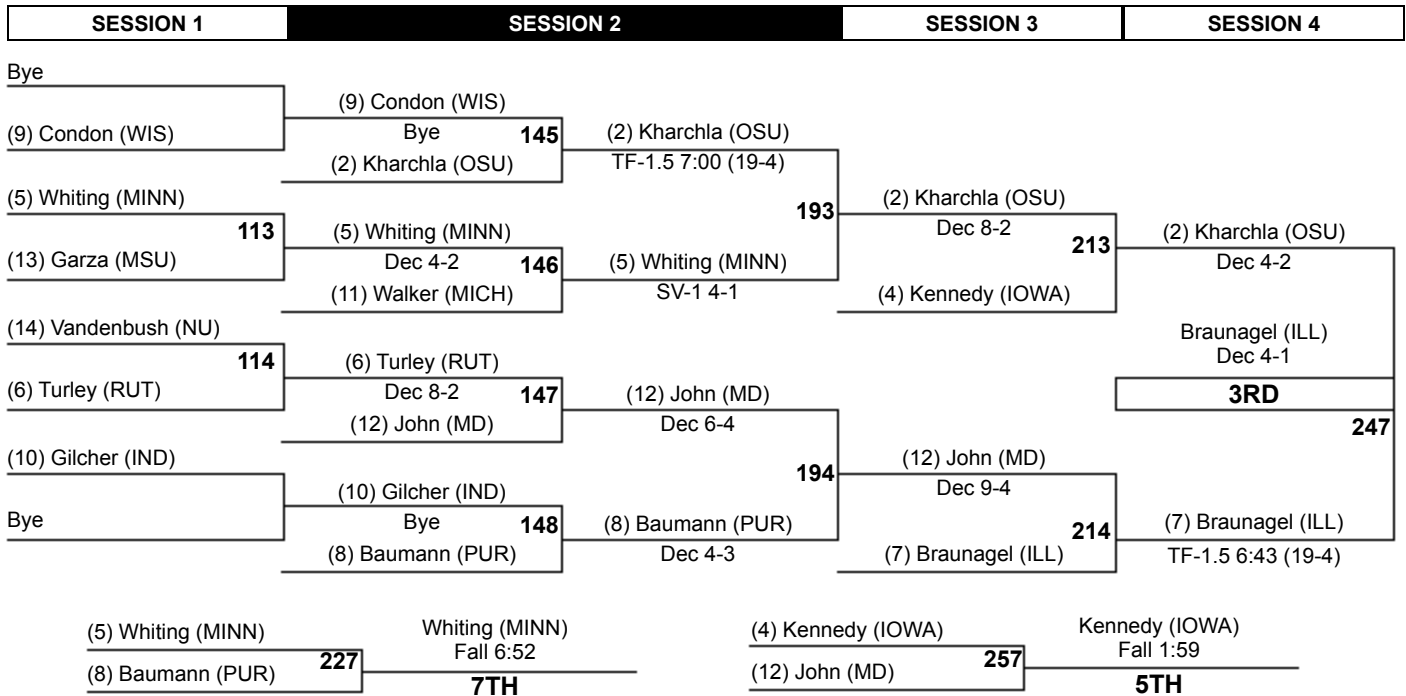 SESSION 1
SESSION 2
SESSION 3
SESSION 4
Bye
(9) Condon (WIS)
(5) Whiting (MINN)
113
(13) Garza (MSU)
(14) Vandenbush (NU)
114
(6) Turley (RUT)
(10) Gilcher (IND)
Bye
(9) Condon (WIS)
Bye
145
(2) Kharchla (OSU)
(5) Whiting (MINN)
Dec 4-2
146
(11) Walker (MICH)
(6) Turley (RUT)
Dec 8-2
147
(12) John (MD)
(10) Gilcher (IND)
Bye
148
(8) Baumann (PUR)
(2) Kharchla (OSU)
TF-1.5 7:00 (19-4)
193
(5) Whiting (MINN)
SV-1 4-1
(12) John (MD)
Dec 6-4
194
(8) Baumann (PUR)
Dec 4-3
(2) Kharchla (OSU)
Dec 8-2
213
(4) Kennedy (IOWA)
(12) John (MD)
Dec 9-4
214
(7) Braunagel (ILL)
(2) Kharchla (OSU)
Dec 4-2
Braunagel (ILL)
Dec 4-1
3RD
247
(7) Braunagel (ILL)
TF-1.5 6:43 (19-4)
(5) Whiting (MINN)
227
(8) Baumann (PUR)
Whiting (MINN)
Fall 6:52
7TH
(4) Kennedy (IOWA)
257
(12) John (MD)
Kennedy (IOWA)
Fall 1:59
5TH